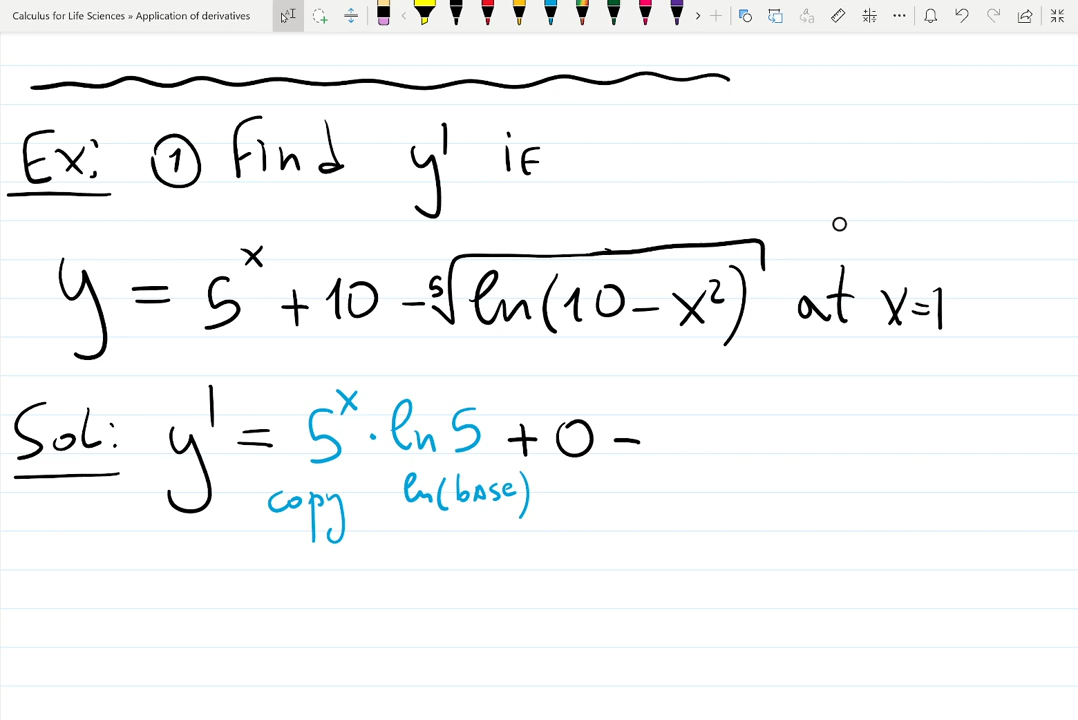 Calculus for Life Sciences » Application of derivatives
Ex: ① Find y' if
y = 5^x + 10 - ⁵√(ln(10 - x²)) at x=1
Sol: y' = 5^x · ln 5 + 0 -
copy ln(base)